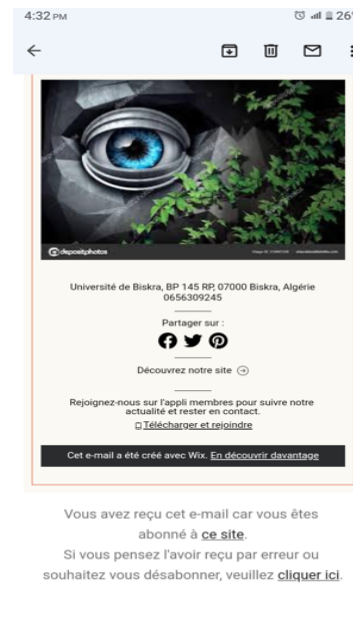 4:32 PM
26
depositphotos
Université de Biskra, BP 145 RP, 07000 Biskra, Algérie
0656309245
Partager sur :
Découvrez notre site
Rejoignez-nous sur l'appli membres pour suivre notre
actualité et rester en contact.
Télécharger et rejoindre
Cet e-mail a été créé avec Wix. En découvrir davantage
Vous avez reçu cet e-mail car vous êtes
abonné à ce site.
Si vous pensez l'avoir reçu par erreur ou
souhaitez vous désabonner, veuillez cliquer ici.